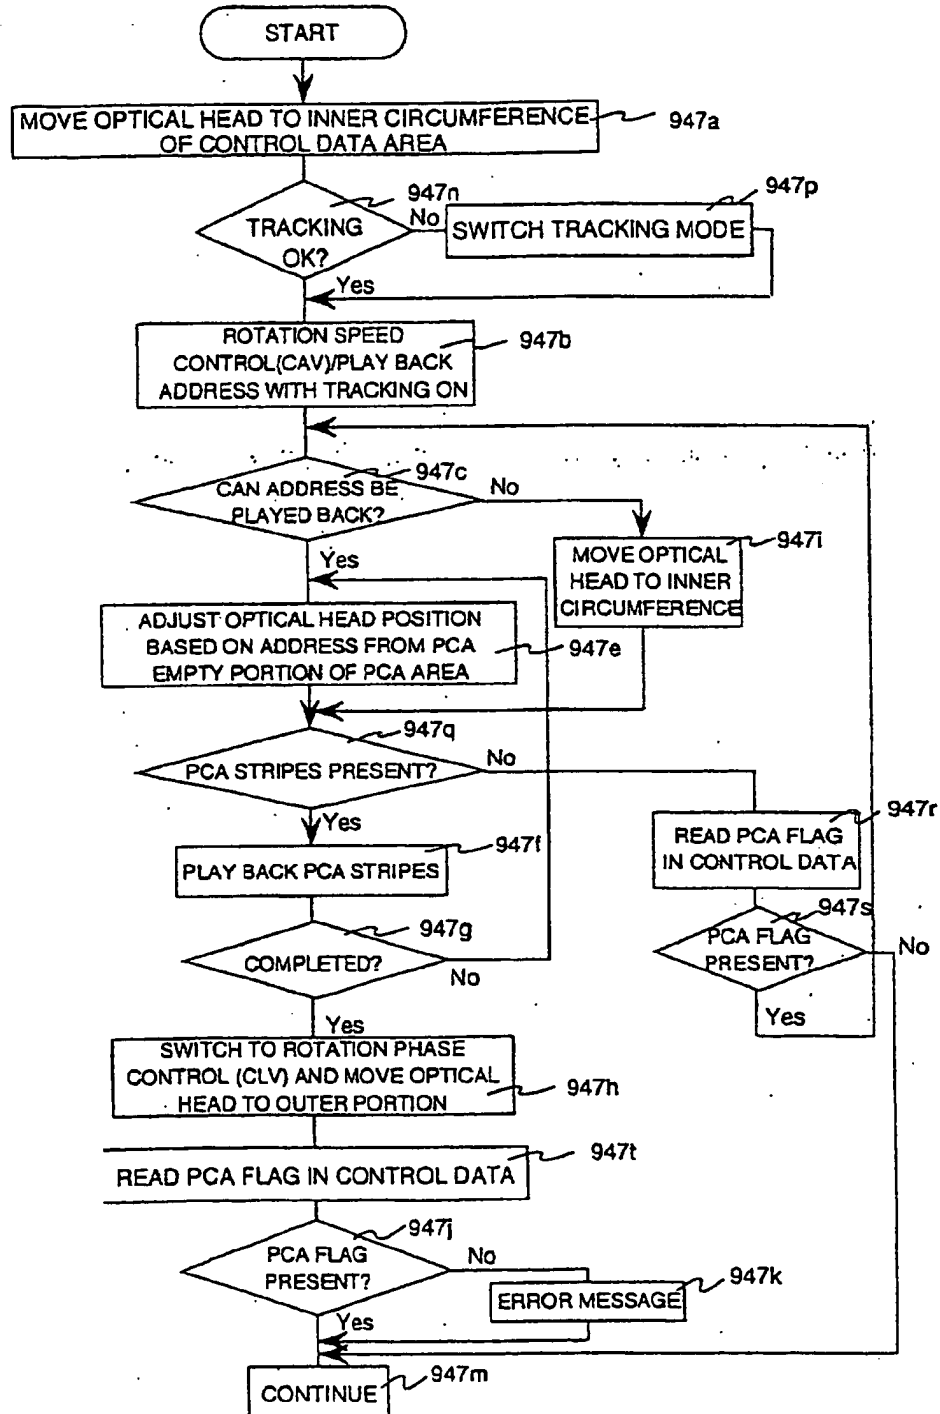 START
MOVE OPTICAL HEAD TO INNER CIRCUMFERENCE
OF CONTROL DATA AREA
947a
947n
947p
TRACKING
OK?
No
SWITCH TRACKING MODE
Yes
ROTATION SPEED
CONTROL(CAV)/PLAY BACK
ADDRESS WITH TRACKING ON
947b
947c
CAN ADDRESS BE
PLAYED BACK?
No
Yes
947i
MOVE OPTICAL
HEAD TO INNER
CIRCUMFERENCE
ADJUST OPTICAL HEAD POSITION
BASED ON ADDRESS FROM PCA
EMPTY PORTION OF PCA AREA
947e
947q
PCA STRIPES PRESENT?
No
Yes
947r
READ PCA FLAG
IN CONTROL DATA
947f
PLAY BACK PCA STRIPES
947s
PCA FLAG
PRESENT?
No
Yes
947g
COMPLETED?
No
Yes
SWITCH TO ROTATION PHASE
CONTROL (CLV) AND MOVE OPTICAL
HEAD TO OUTER PORTION
947h
947t
READ PCA FLAG IN CONTROL DATA
947j
PCA FLAG
PRESENT?
No
947k
ERROR MESSAGE
Yes
947m
CONTINUE